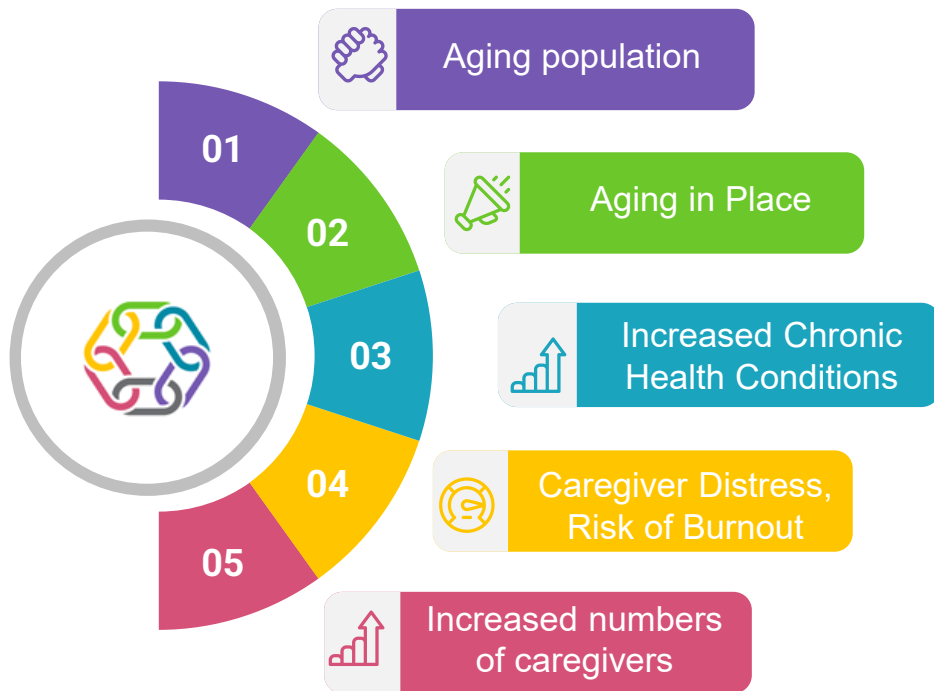 01
Aging population
02
Aging in Place
03
Increased Chronic
Health Conditions
04
Caregiver Distress,
Risk of Burnout
05
Increased numbers
of caregivers